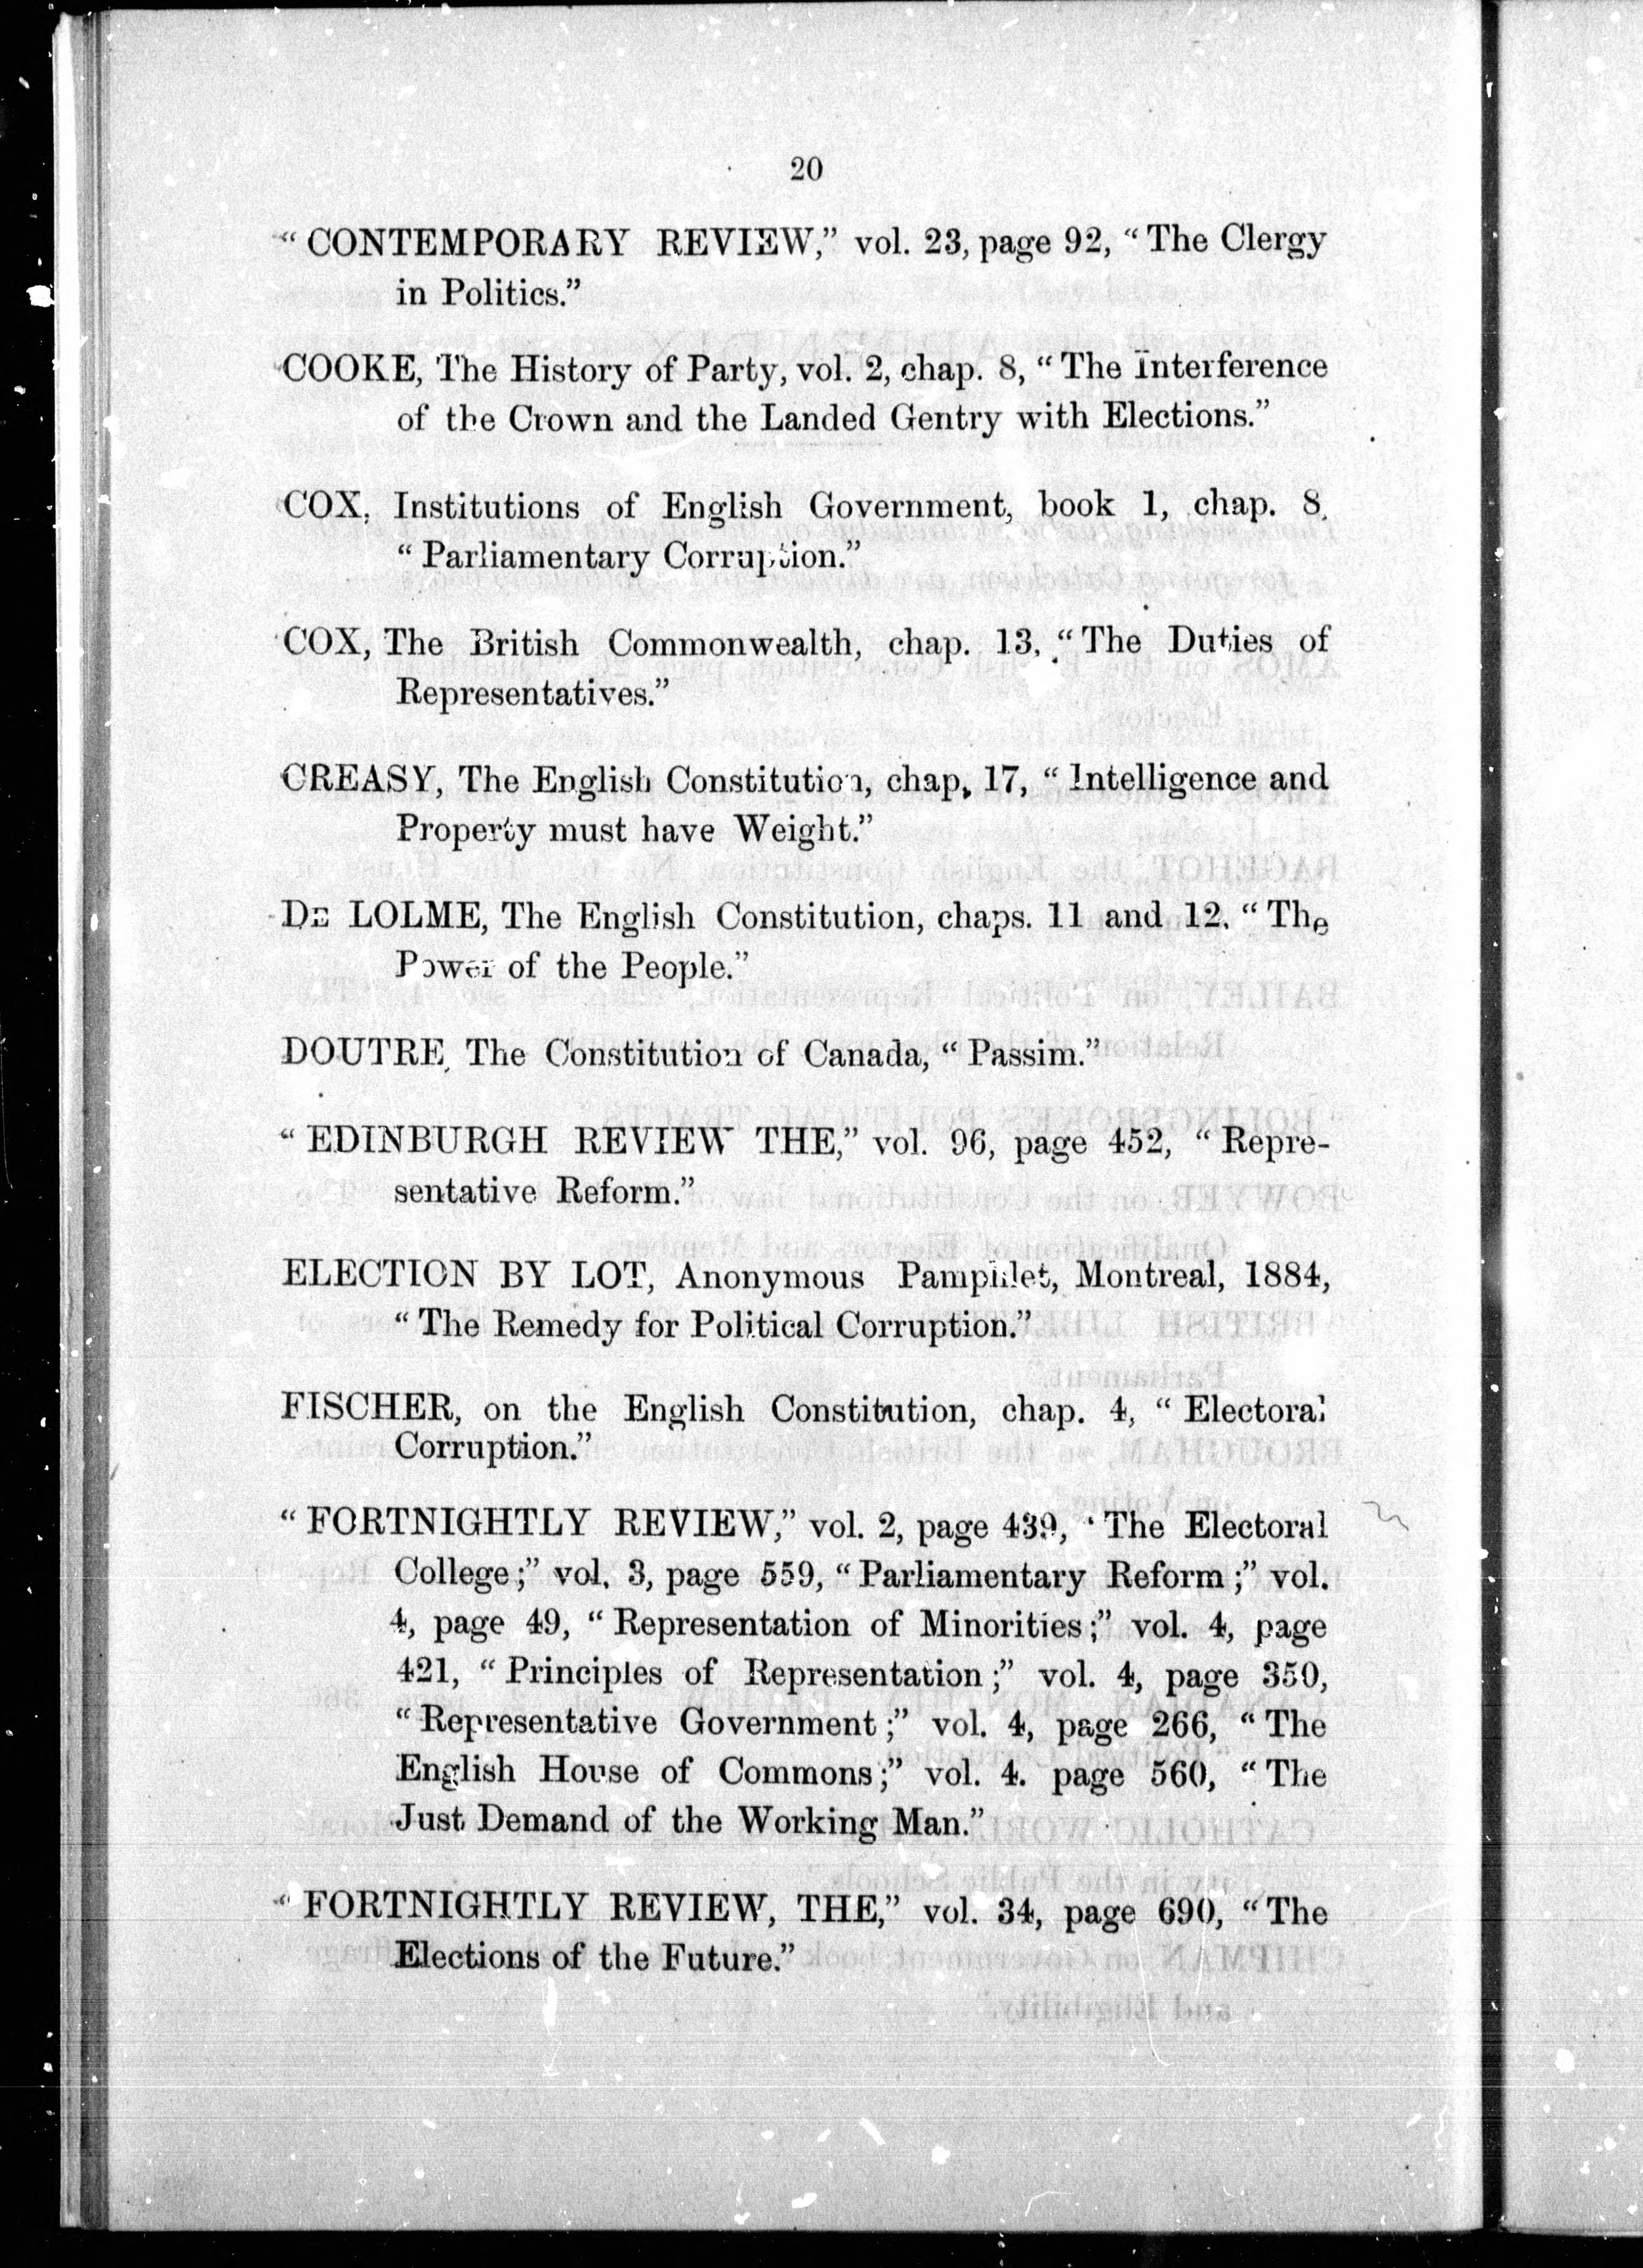 20
“ CONTEMPORARY REVIEW,” vol. 23, page 92, “ The Clergy
in Politics.”
COOKE, The History of Party, vol. 2, chap. 8, “ The Interference
of the Crown and the Landed Gentry with Elections.”
COX, Institutions of English Government, book 1, chap. 8,
“ Parliamentary Corruption.”
COX, The British Commonwealth, chap. 13, “ The Duties of
Representatives.”
CREASY, The English Constitution, chap. 17, “ Intelligence and
Property must have Weight.”
DE LOLME, The English Constitution, chaps. 11 and 12. “ The
Power of the People.”
DOUTRE, The Constitution of Canada, “ Passim.”
“ EDINBURGH REVIEW THE,” vol. 96, page 452, “ Repre-
sentative Reform.”
ELECTION BY LOT, Anonymous Pamphlet, Montreal, 1884,
“ The Remedy for Political Corruption.”
FISCHER, on the English Constitution, chap. 4, “ Electoral
Corruption.”
“ FORTNIGHTLY REVIEW,” vol. 2, page 439, ‘ The Electoral
College ;” vol. 3, page 559, “ Parliamentary Reform ;” vol.
4, page 49, “ Representation of Minorities ;” vol. 4, page
421, “ Principles of Representation ;” vol. 4, page 350,
“ Representative Government ;” vol. 4, page 266, “ The
English House of Commons ;” vol. 4. page 560, “ The
Just Demand of the Working Man.”
“ FORTNIGHTLY REVIEW, THE,” vol. 34, page 690, “ The
Elections of the Future.”